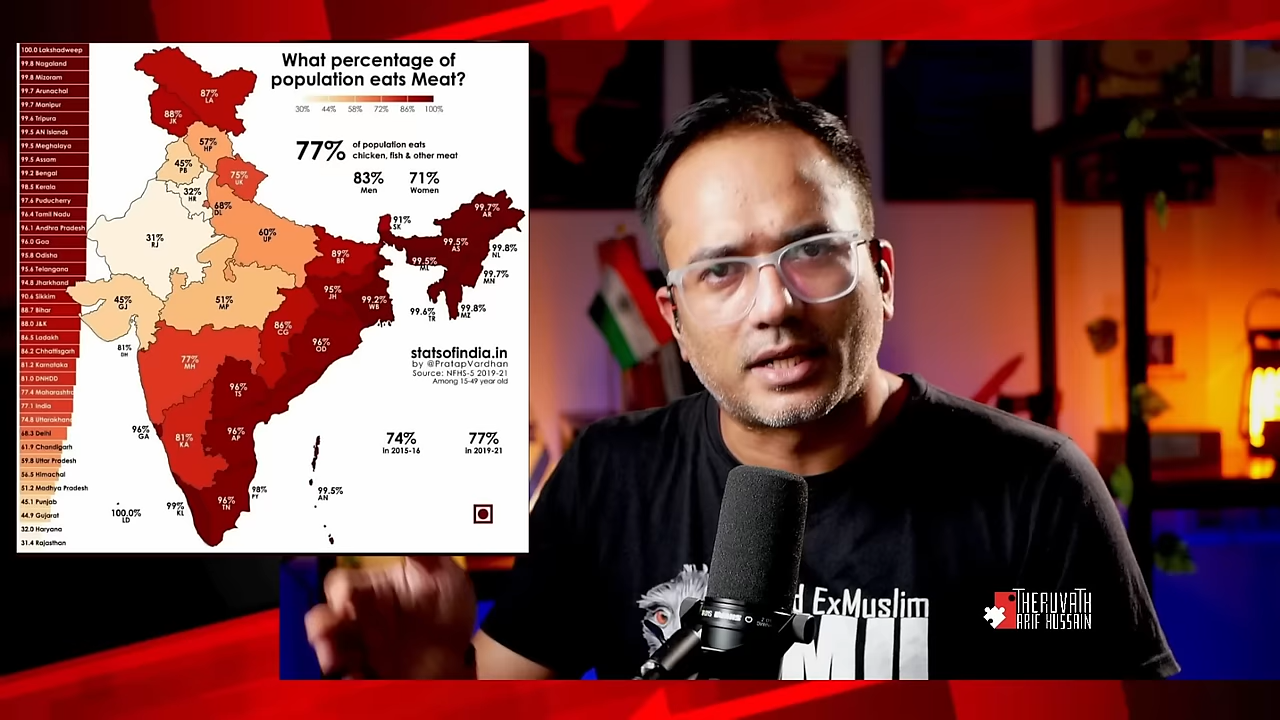 100.0 Lakshadweep
99.8 Nagaland
99.8 Mizoram
99.7 Arunachal
99.7 Manipur
99.6 Tripura
99.5 AN Islands
99.5 Meghalaya
99.5 Assam
99.2 Bengal
98.5 Kerala
97.6 Puducherry
96.4 Tamil Nadu
96.1 Andhra Pradesh
96.0 Goa
95.8 Odisha
95.6 Telangana
94.8 Jharkhand
90.6 Sikkim
88.7 Bihar
88.0 J&K
86.5 Ladakh
86.2 Chhattisgarh
81.2 Karnataka
81.0 DNHDD
77.4 Maharashtra
77.1 India
74.8 Uttarakhand
68.3 Delhi
61.9 Chandigarh
59.8 Uttar Pradesh
56.5 Himachal
51.2 Madhya Pradesh
45.1 Punjab
44.9 Gujarat
32.0 Haryana
31.4 Rajasthan
What percentage of
population eats Meat?
30% 44% 58% 72% 86% 100%
77% of population eats
chicken, fish & other meat
83% 71%
Men Women
87%
LA
88%
JK
57%
HP
45%
PB
75%
UK
32%
HR
68%
DL
31%
RJ
60%
UP
91%
SK
99.7%
AR
99.5%
AS
99.8%
NL
99.5%
ML
99.7%
MN
99.6%
TR
99.8%
MZ
89%
BR
95%
JH
99.2%
WB
45%
GJ
51%
MP
86%
CG
96%
OD
81%
DH
77%
MH
96%
TS
96%
GA
81%
KA
96%
AP
98%
PY
99%
KL
96%
TN
100.0%
LD
99.5%
AN
statsofindia.in
by @PratapVardhan
Source: NFHS-5 2019-21
Among 15-49 year old
74% 77%
in 2015-16 in 2019-21
d ExMuslim
THERUVATH
ARIF HUSSAIN